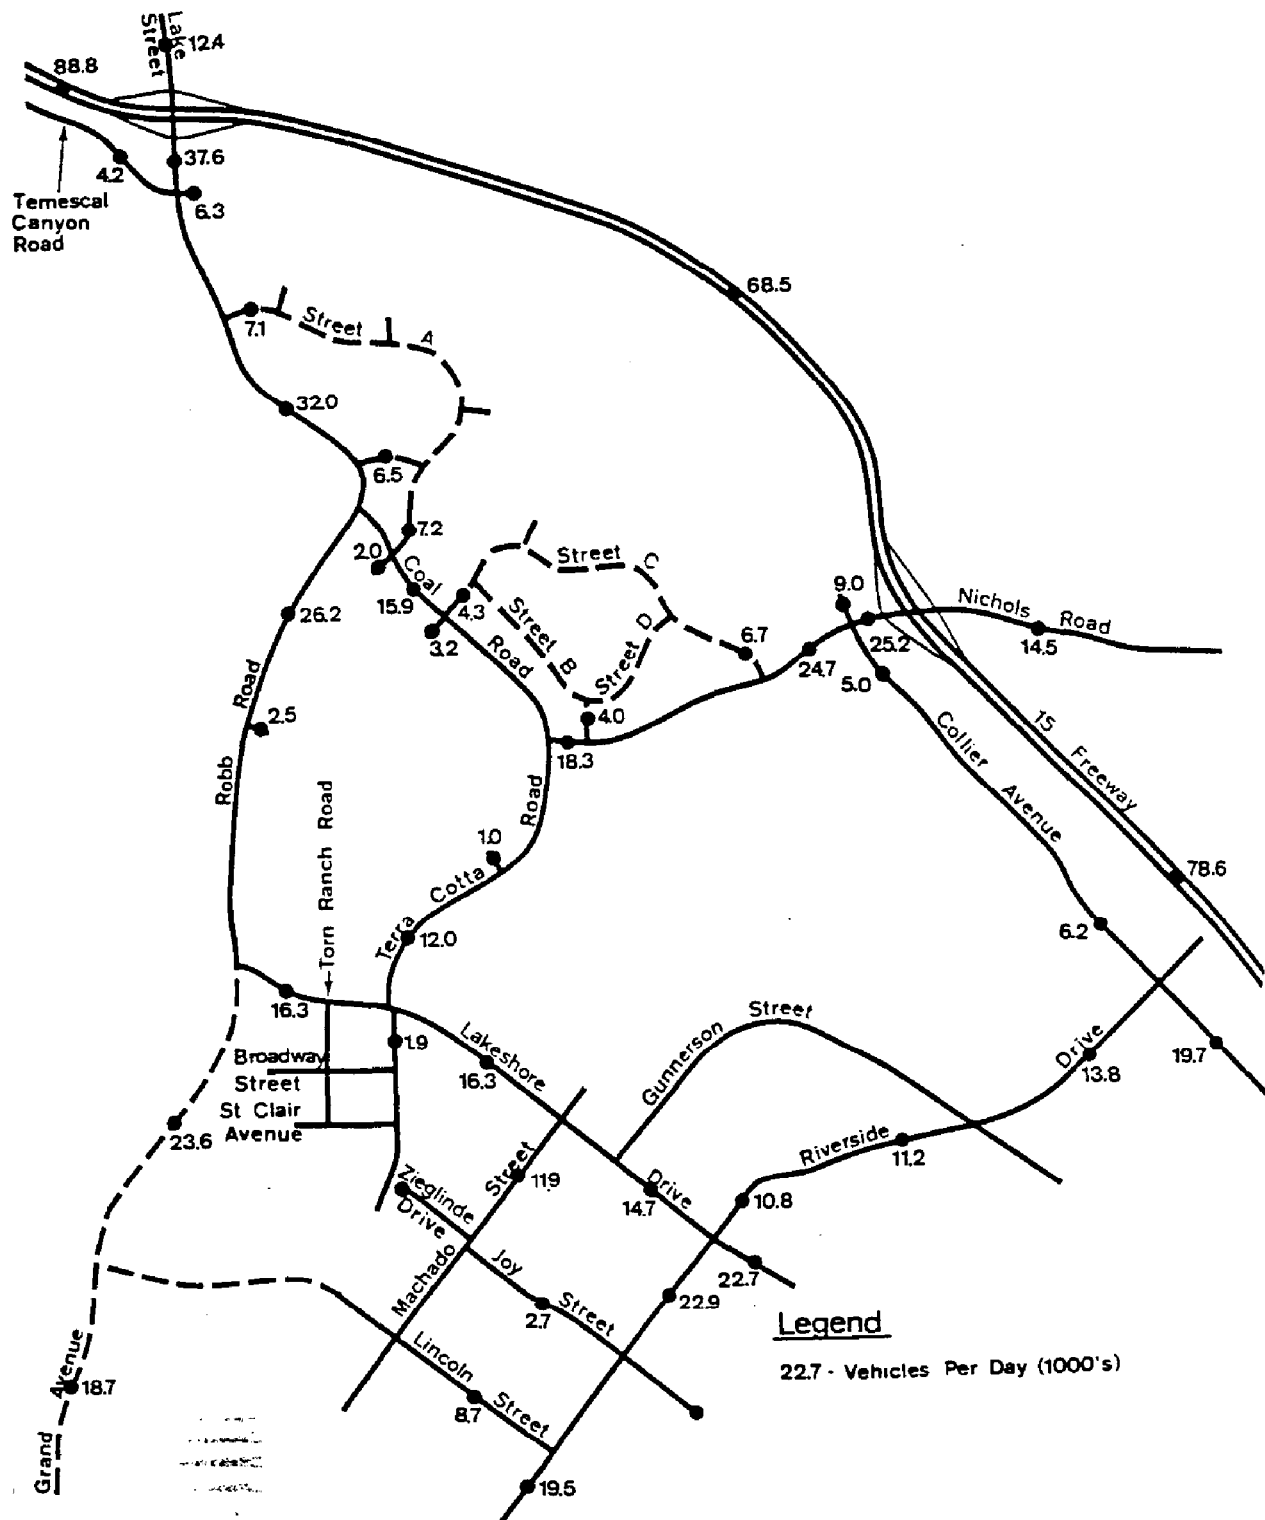 Lake
Street
12.4
88.8
37.6
4.2
6.3
Temescal
Canyon
Road
68.5
7.1
Street A
32.0
6.5
7.2
2.0
Coal Road
15.9
4.3
3.2
Street C
Street B
Street D
6.7
4.0
18.3
24.7
9.0
25.2
5.0
Nichols Road
14.5
26.2
2.5
Robb Road
15 Freeway
Collier Avenue
78.6
6.2
19.7
1.0
Terra Cotta Road
12.0
Torn Ranch Road
16.3
1.9
Broadway
Street
St Clair
Avenue
Lakeshore Drive
16.3
Gunnerson Street
Riverside Drive
13.8
11.2
10.8
23.6
Zieglinde
Drive
Machado Street
119
14.7
22.7
22.9
Joy Street
2.7
Lincoln Street
8.7
19.5
Grand Avenue
18.7
Legend
22.7 - Vehicles Per Day (1000's)